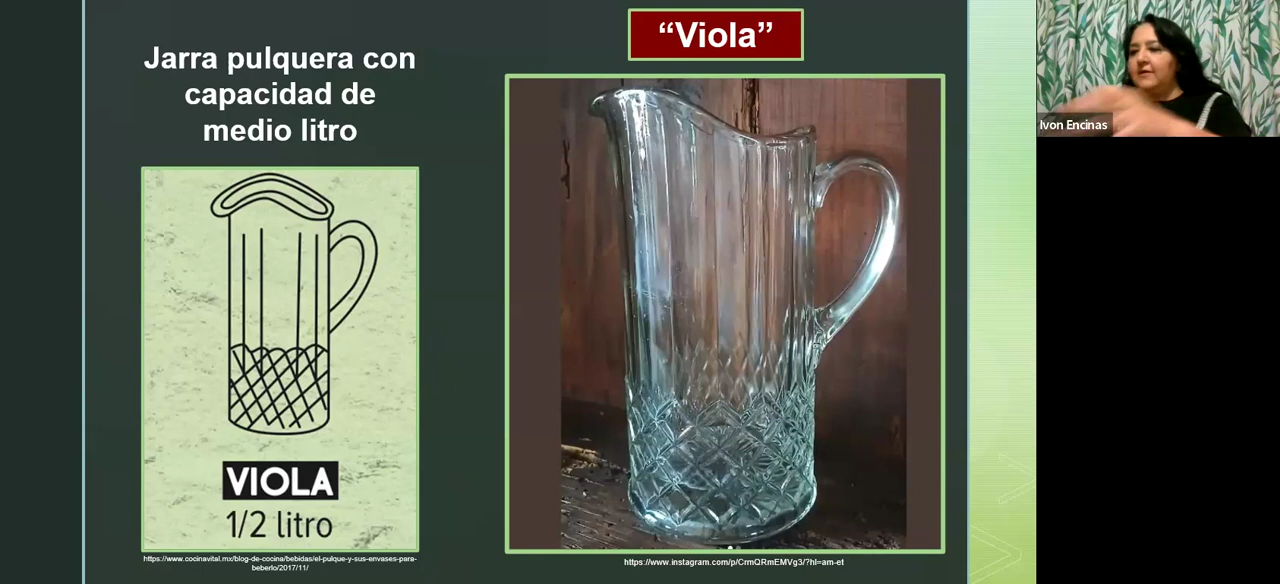 Jarra pulquera con
capacidad de
medio litro
VIOLA
1/2 litro
https://www.cocinavital.mx/blog-de-cocina/bebidas/el-pulque-y-sus-envases-para-
beberlo/2017/11/
“Viola”
https://www.instagram.com/p/CrmQRmEMVg3/?hl=am-et
Ivon Encinas